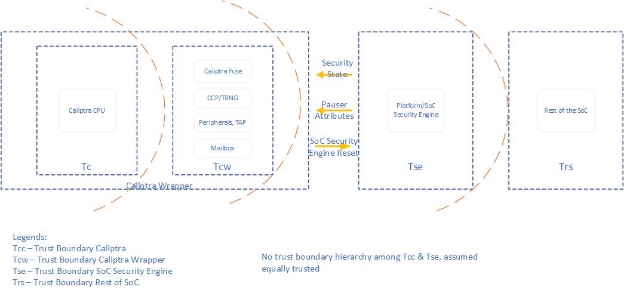 Security
State
Caliptra Fuse
Caliptra CPU
CCP/TRNG
Pauser
Attributes
Platform/SoC
Security Engine
Rest of the SoC
Peripherals, TAP
Mailbox
SoC Security
Engine Reset
Tc
Tcw
Tse
Trs
Caliptra Wrapper
Legends:
Tcc – Trust Boundary Caliptra
Tcw – Trust Boundary Caliptra Wrapper
Tse – Trust Boundary SoC Security Engine
Trs – Trust Boundary Rest of SoC
No trust boundary hierarchy among Tcc & Tse, assumed
equally trusted